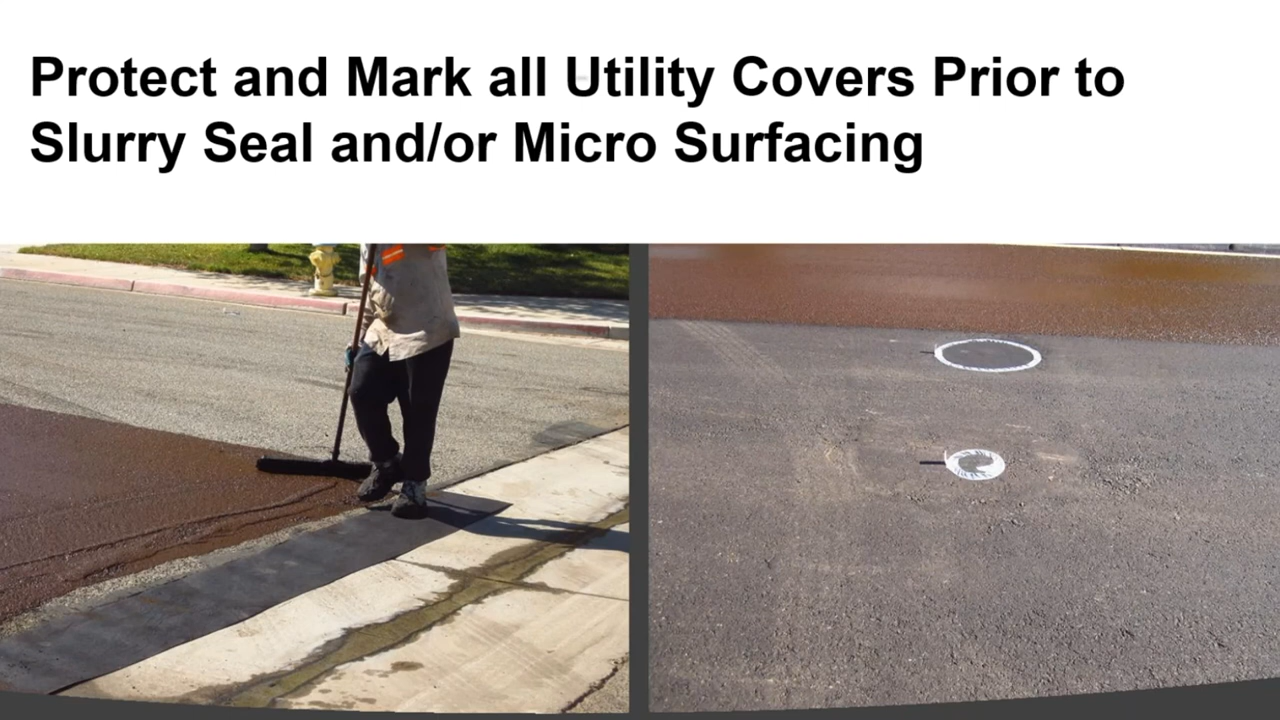 Protect and Mark all Utility Covers Prior to
Slurry Seal and/or Micro Surfacing